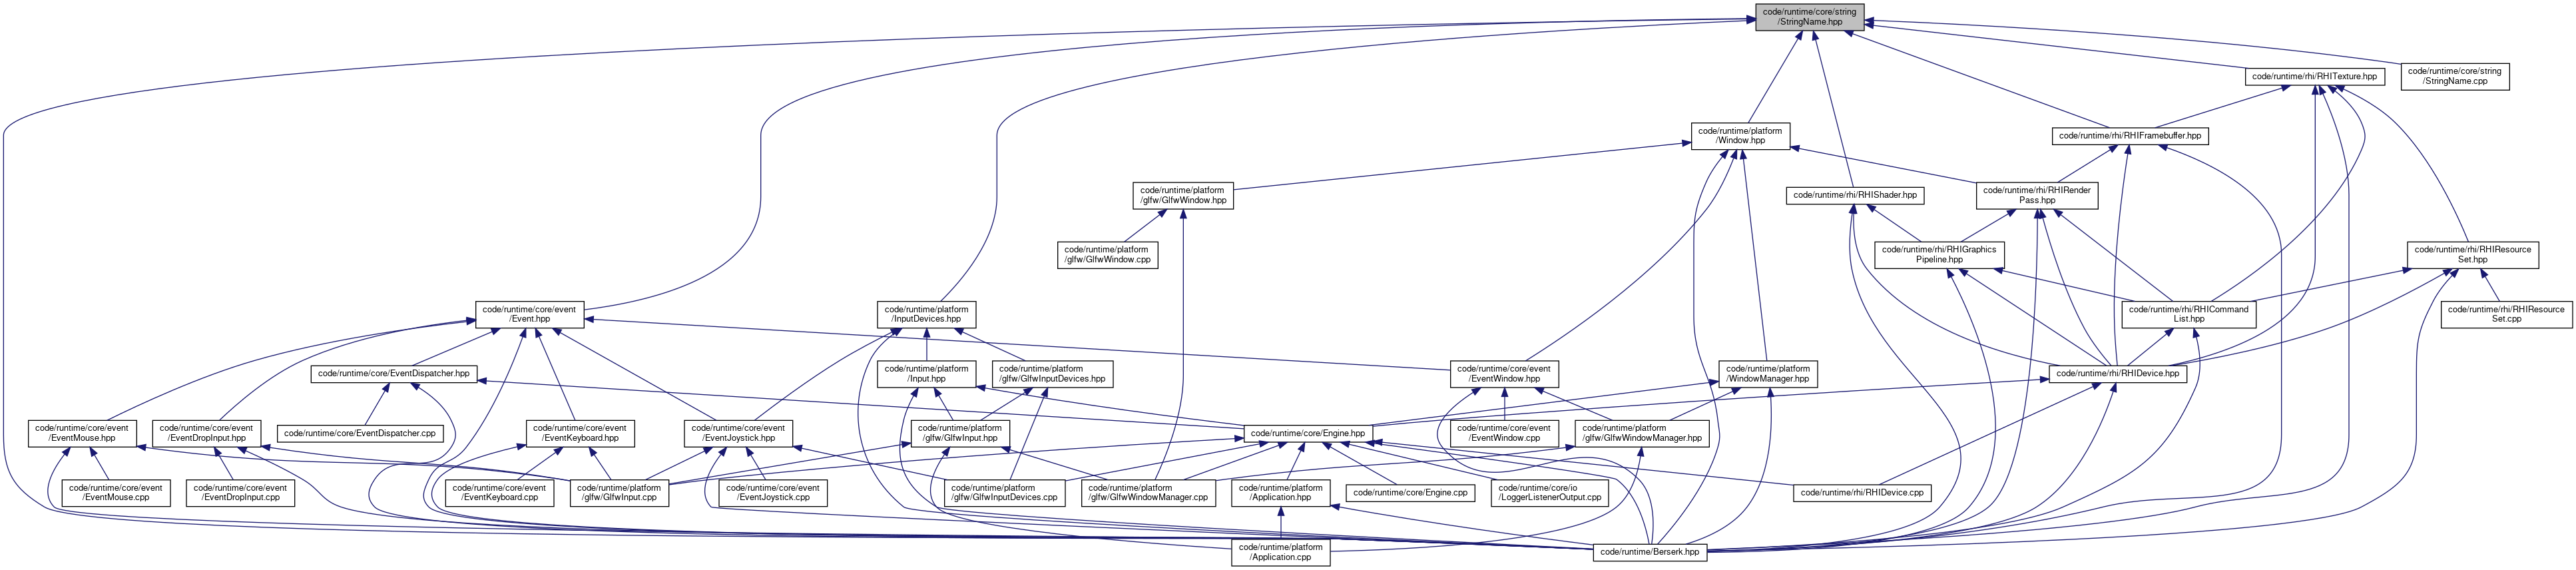 code/runtime/core/string
/StringName.hpp
code/runtime/core/string
/StringName.cpp
code/runtime/rhi/RHITexture.hpp
code/runtime/platform
/Window.hpp
code/runtime/rhi/RHIFramebuffer.hpp
code/runtime/platform
/glfw/GlfwWindow.hpp
code/runtime/rhi/RHIShader.hpp
code/runtime/rhi/RHIRender
Pass.hpp
code/runtime/platform
/glfw/GlfwWindow.cpp
code/runtime/rhi/RHIGraphics
Pipeline.hpp
code/runtime/rhi/RHIResource
Set.hpp
code/runtime/core/event
/Event.hpp
code/runtime/platform
/InputDevices.hpp
code/runtime/rhi/RHICommand
List.hpp
code/runtime/rhi/RHIResource
Set.cpp
code/runtime/core/EventDispatcher.hpp
code/runtime/platform
/Input.hpp
code/runtime/platform
/glfw/GlfwInputDevices.hpp
code/runtime/core/event
/EventWindow.hpp
code/runtime/platform
/WindowManager.hpp
code/runtime/rhi/RHIDevice.hpp
code/runtime/core/event
/EventMouse.hpp
code/runtime/core/event
/EventDropInput.hpp
code/runtime/core/EventDispatcher.cpp
code/runtime/core/event
/EventKeyboard.hpp
code/runtime/core/event
/EventJoystick.hpp
code/runtime/platform
/glfw/GlfwInput.hpp
code/runtime/core/Engine.hpp
code/runtime/core/event
/EventWindow.cpp
code/runtime/platform
/glfw/GlfwWindowManager.hpp
code/runtime/core/event
/EventMouse.cpp
code/runtime/core/event
/EventDropInput.cpp
code/runtime/core/event
/EventKeyboard.cpp
code/runtime/platform
/glfw/GlfwInput.cpp
code/runtime/core/event
/EventJoystick.cpp
code/runtime/platform
/glfw/GlfwInputDevices.cpp
code/runtime/platform
/glfw/GlfwWindowManager.cpp
code/runtime/platform
/Application.hpp
code/runtime/core/Engine.cpp
code/runtime/core/io
/LoggerListenerOutput.cpp
code/runtime/rhi/RHIDevice.cpp
code/runtime/platform
/Application.cpp
code/runtime/Berserk.hpp